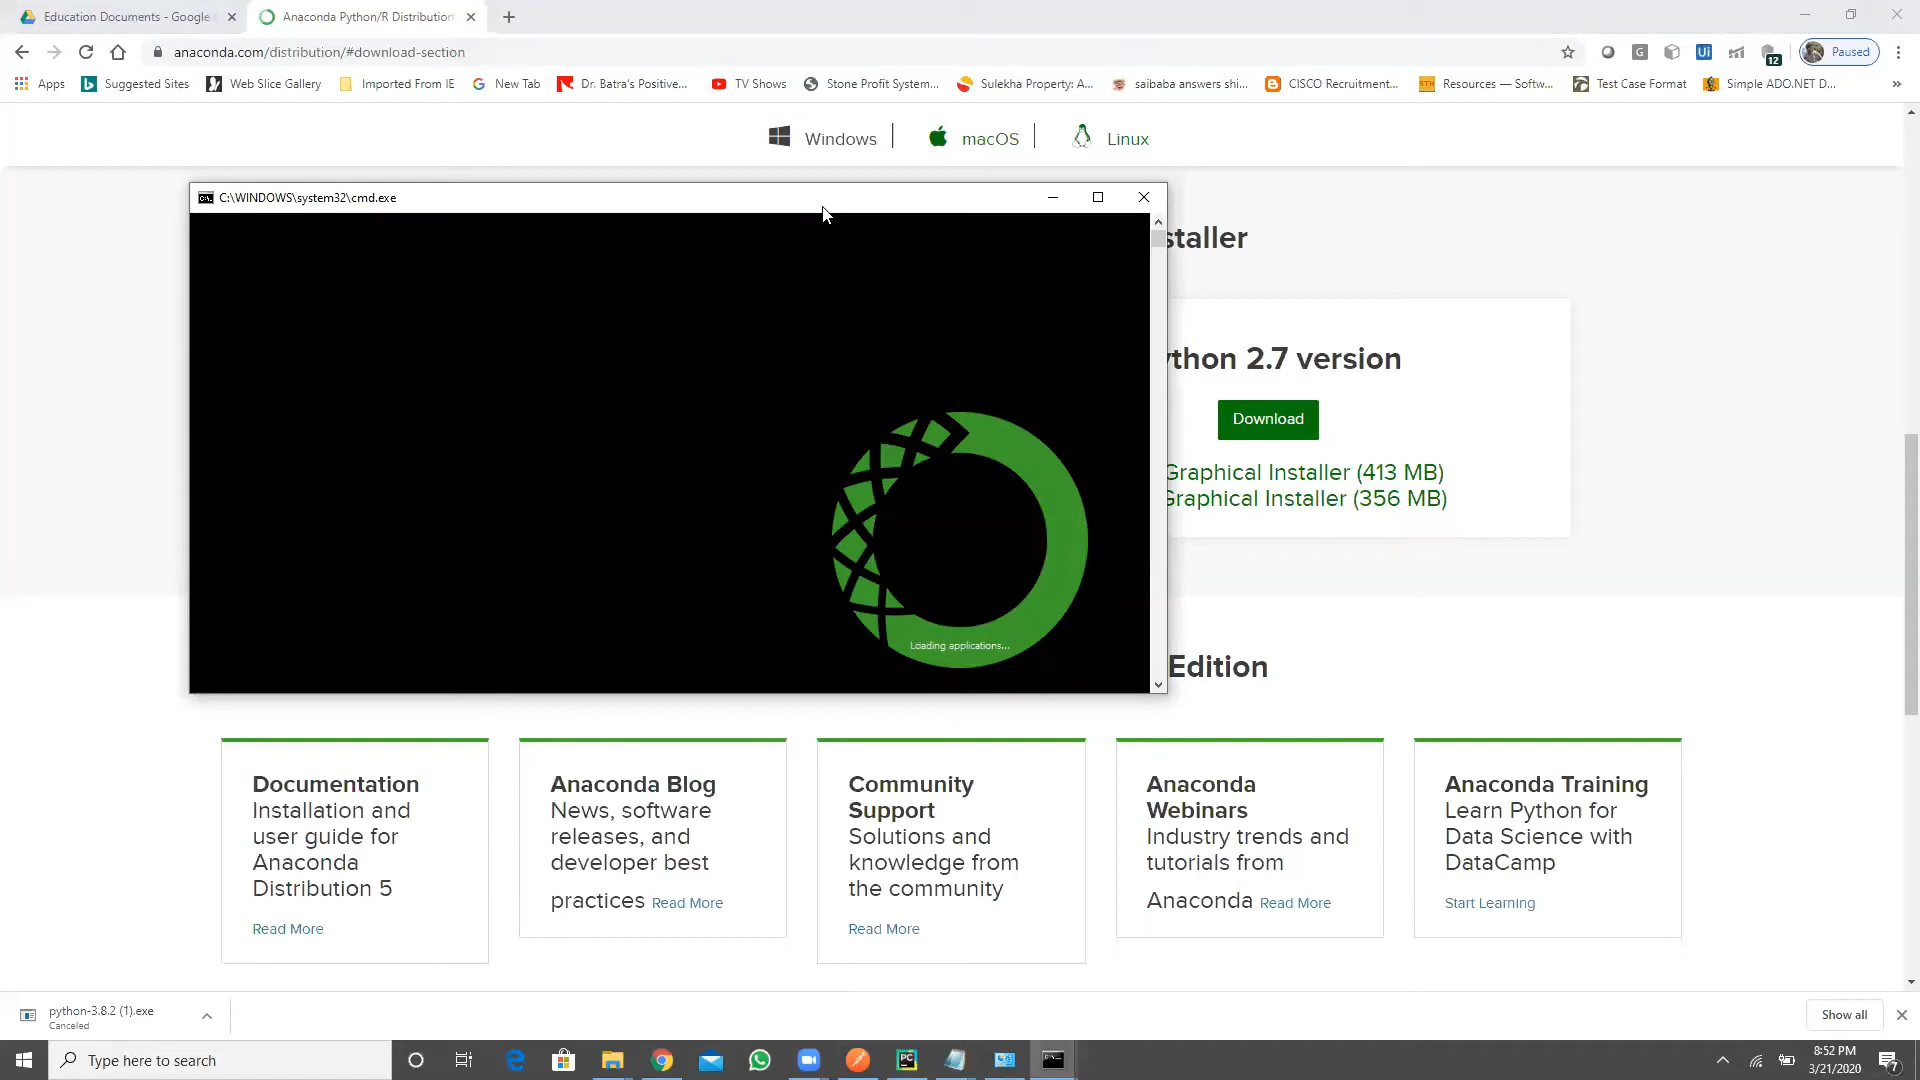 Education Documents - Google
Anaconda Python/R Distribution
anaconda.com/distribution/#download-section
G
Ui
12
Paused
Apps
Suggested Sites
Web Slice Gallery
Imported From IE
New Tab
Dr. Batra's Positive...
TV Shows
Stone Profit System...
Sulekha Property: A...
saibaba answers shi...
CISCO Recruitment...
Resources — Softw...
Test Case Format
Simple ADO.NET D...
»
Windows
macOS
Linux
C:\WINDOWS\system32\cmd.exe
staller
ython 2.7 version
Download
Graphical Installer (413 MB)
Graphical Installer (356 MB)
Loading applications...
Edition
Documentation
Installation and
user guide for
Anaconda
Distribution 5
Read More
Anaconda Blog
News, software
releases, and
developer best
practices Read More
Community
Support
Solutions and
knowledge from
the community
Read More
Anaconda
Webinars
Industry trends and
tutorials from
Anaconda Read More
Anaconda Training
Learn Python for
Data Science with
DataCamp
Start Learning
python-3.8.2 (1).exe
Canceled
Show all
Type here to search
PC
8:52 PM
3/21/2020
7